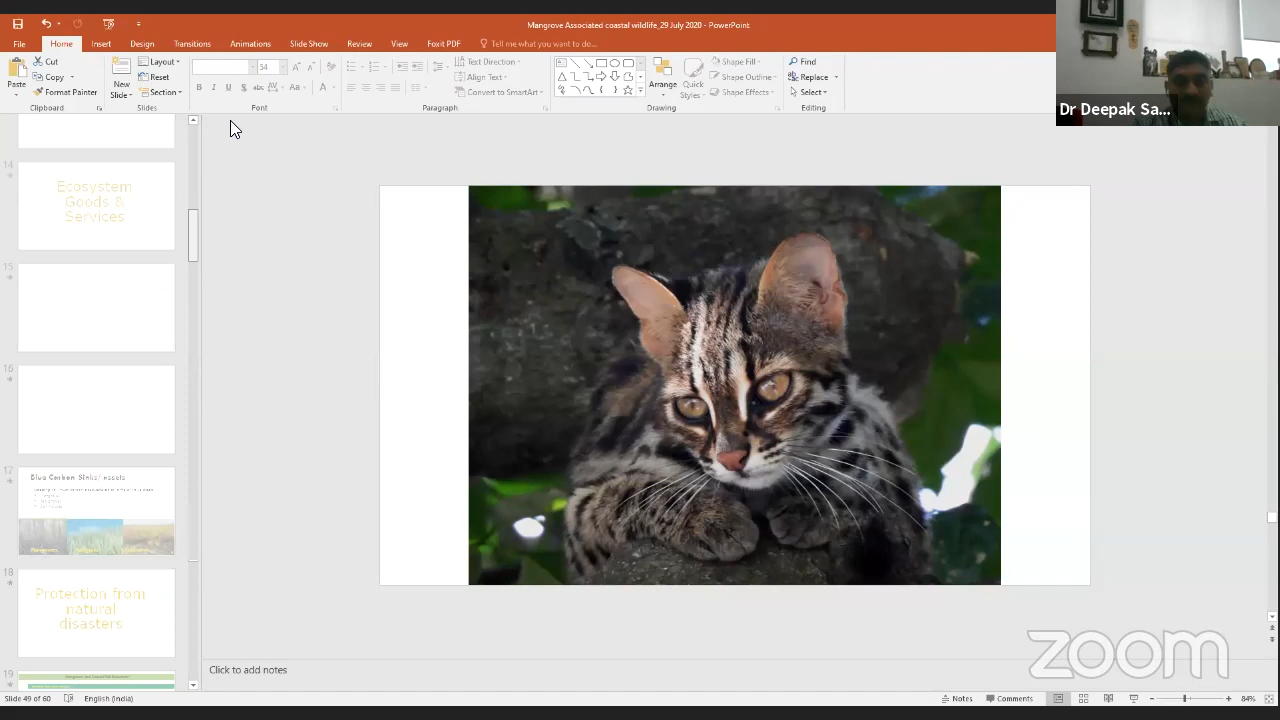 Mangrove Associated coastal wildlife_29 July 2020 - PowerPoint
File Home Insert Design Transitions Animations Slide Show Review View Foxit PDF Tell me what you want to do...
Paste
Cut
Copy
Format Painter
Clipboard
New Slide
Layout
Reset
Section
Slides
54
Font
Text Direction
Align Text
Convert to SmartArt
Paragraph
Arrange
Quick Styles
Shape Fill
Shape Outline
Shape Effects
Drawing
Find
Replace
Select
Editing
Dr Deepak Sa...
14
Ecosystem
Goods &
Services
15
16
17
Blue Carbon Sinks/ assets
18
Protection from
natural
disasters
19
Click to add notes
zoom
Slide 49 of 60 English (India) Notes Comments 84%